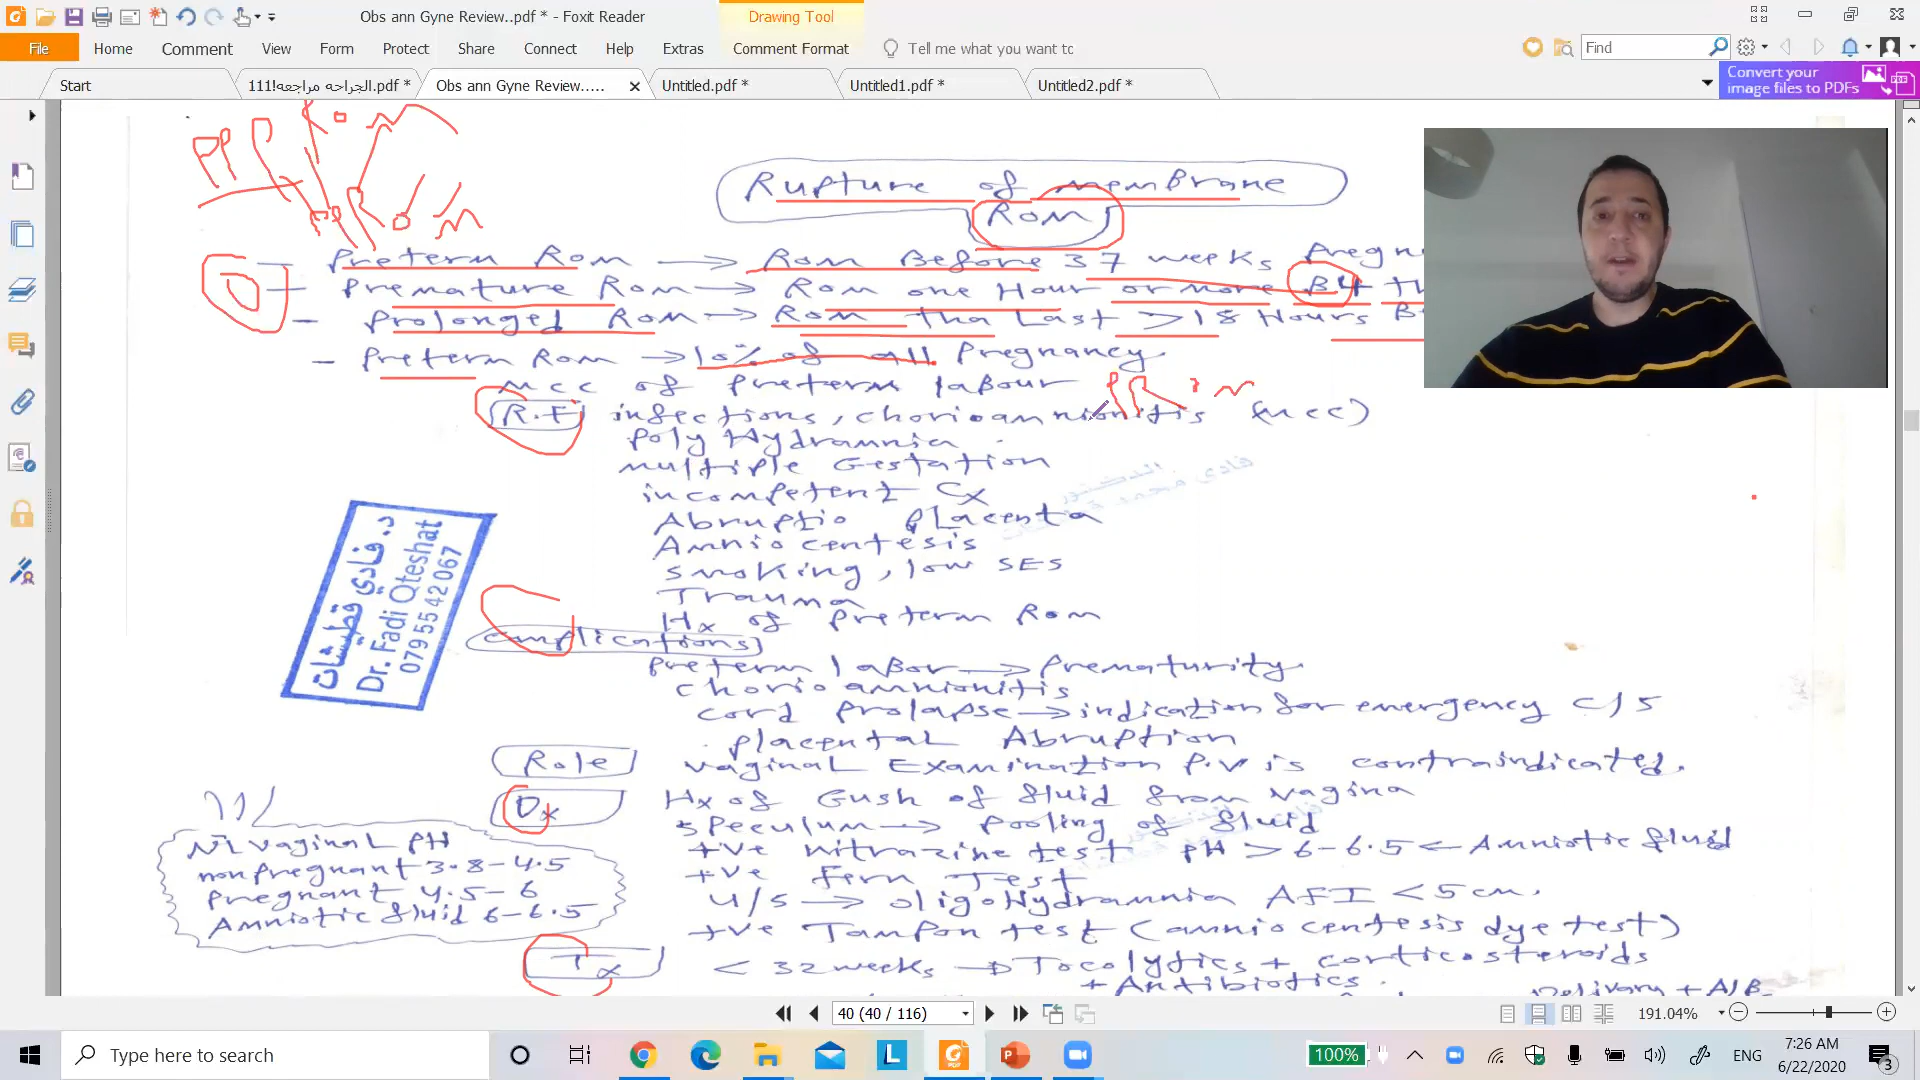 Obs ann Gyne Review..pdf * - Foxit Reader
Drawing Tool
File
Home
Comment
View
Form
Protect
Share
Connect
Help
Extras
Comment Format
Tell me what you want to
Find
Start
الجراحه مراجعه!111.pdf *
Obs ann Gyne Review.....
Untitled.pdf *
Untitled1.pdf *
Untitled2.pdf *
Convert your
image files to PDFs
Rupture of membrane
ROM
- Preterm Rom → Rom Before 37 weeks Pregn
- Premature Rom → Rom one Hour or more B4 th
- Prolonged Rom → Rom tha Last > 18 Hours B
- Preterm Rom → 10% of all Pregnancy
mcc of preterm labour
R.F infections, chorioamnionitis (mcc)
Poly Hydramnia
multiple Gestation
incompetent Cx
Abruptio placenta
Amniocentesis
smoking, low SES
Trauma
Hx of Preterm Rom
complications
Preterm labor → prematurity
chorioamnionitis
cord prolapse → indication for emergency C/S
placental Abruption
Role vaginal Examination P.V is contraindicated.
Dx Hx of Gush of fluid from vagina
speculum → pooling of fluid
+ve nitrazine test pH > 6-6.5 ← Amniotic fluid
+ve Fern Test
U/S → oligoHydramnia AFI < 5 cm.
+ve Tampon test (amniocentesis dye test)
Tx < 32 weeks → Tocolytics + corticosteroids
+ Antibiotics.
Delivary + A/B
Nl vaginal pH
nonpregnant 3.8-4.5
pregnant 4.5-6
Amniotic fluid 6-6.5
د. فادي قطيشات
Dr. Fadi Qteshat
0795542067
40 (40 / 116)
191.04%
Type here to search
100%
ENG
7:26 AM
6/22/2020
3